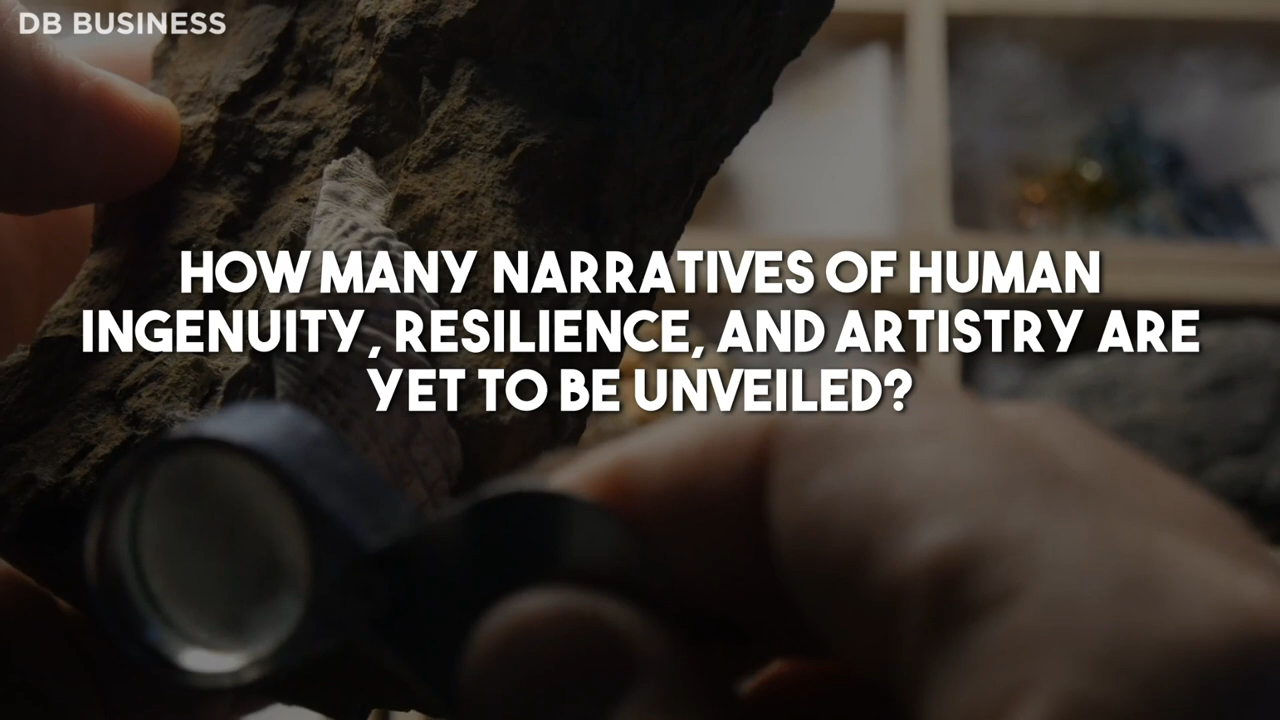 DB BUSINESS
HOW MANY NARRATIVES OF HUMAN
INGENUITY, RESILIENCE, AND ARTISTRY ARE
YET TO BE UNVEILED?